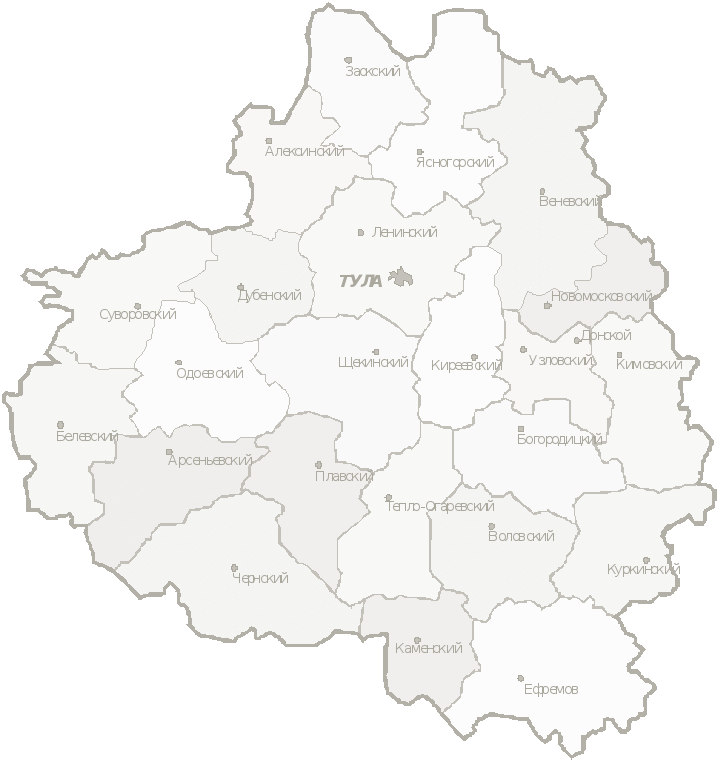 Заокский
Алексинский
Ясногорский
Веневский
Ленинский
ТУЛА
Дубенский
Новомосковский
Суворовский
Донской
Щекинский
Киреевский
Узловский
Кимовский
Одоевский
Белевский
Богородицкий
Арсеньевский
Плавский
Тепло-Огаревский
Воловский
Куркинский
Чернский
Каменский
Ефремов